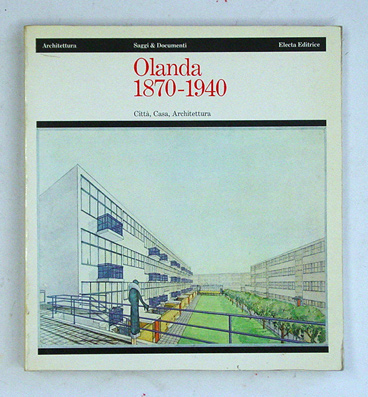 Architettura Saggi & Documenti Electa Editrice
Olanda
1870-1940
Città, Casa, Architettura